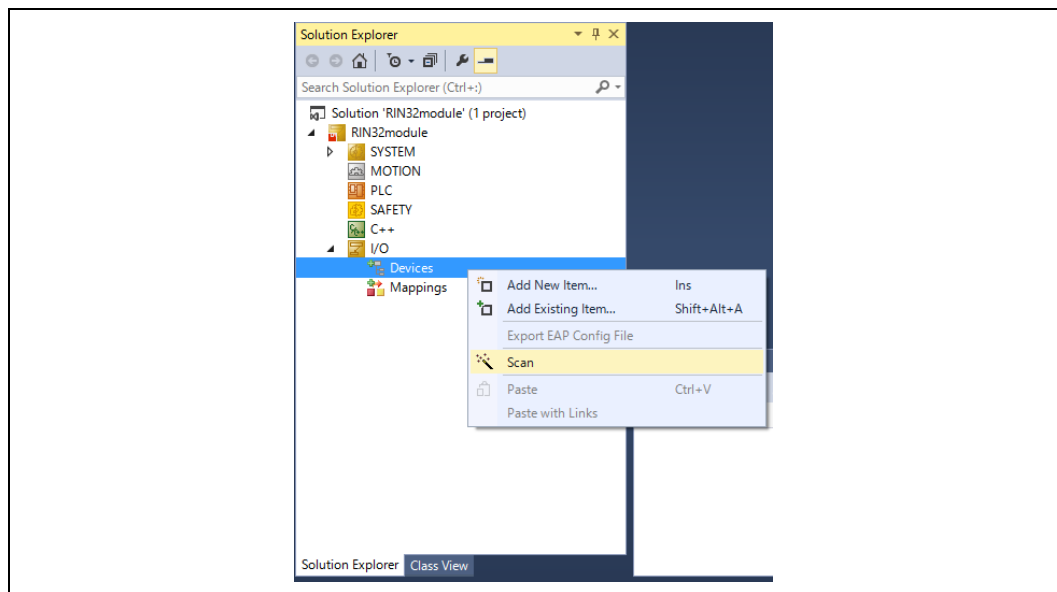 Solution Explorer
Search Solution Explorer (Ctrl+:)
Solution 'RIN32module' (1 project)
RIN32module
SYSTEM
MOTION
PLC
SAFETY
C++
I/O
Devices
Mappings
Add New Item... Ins
Add Existing Item... Shift+Alt+A
Export EAP Config File
Scan
Paste Ctrl+V
Paste with Links
Solution Explorer Class View